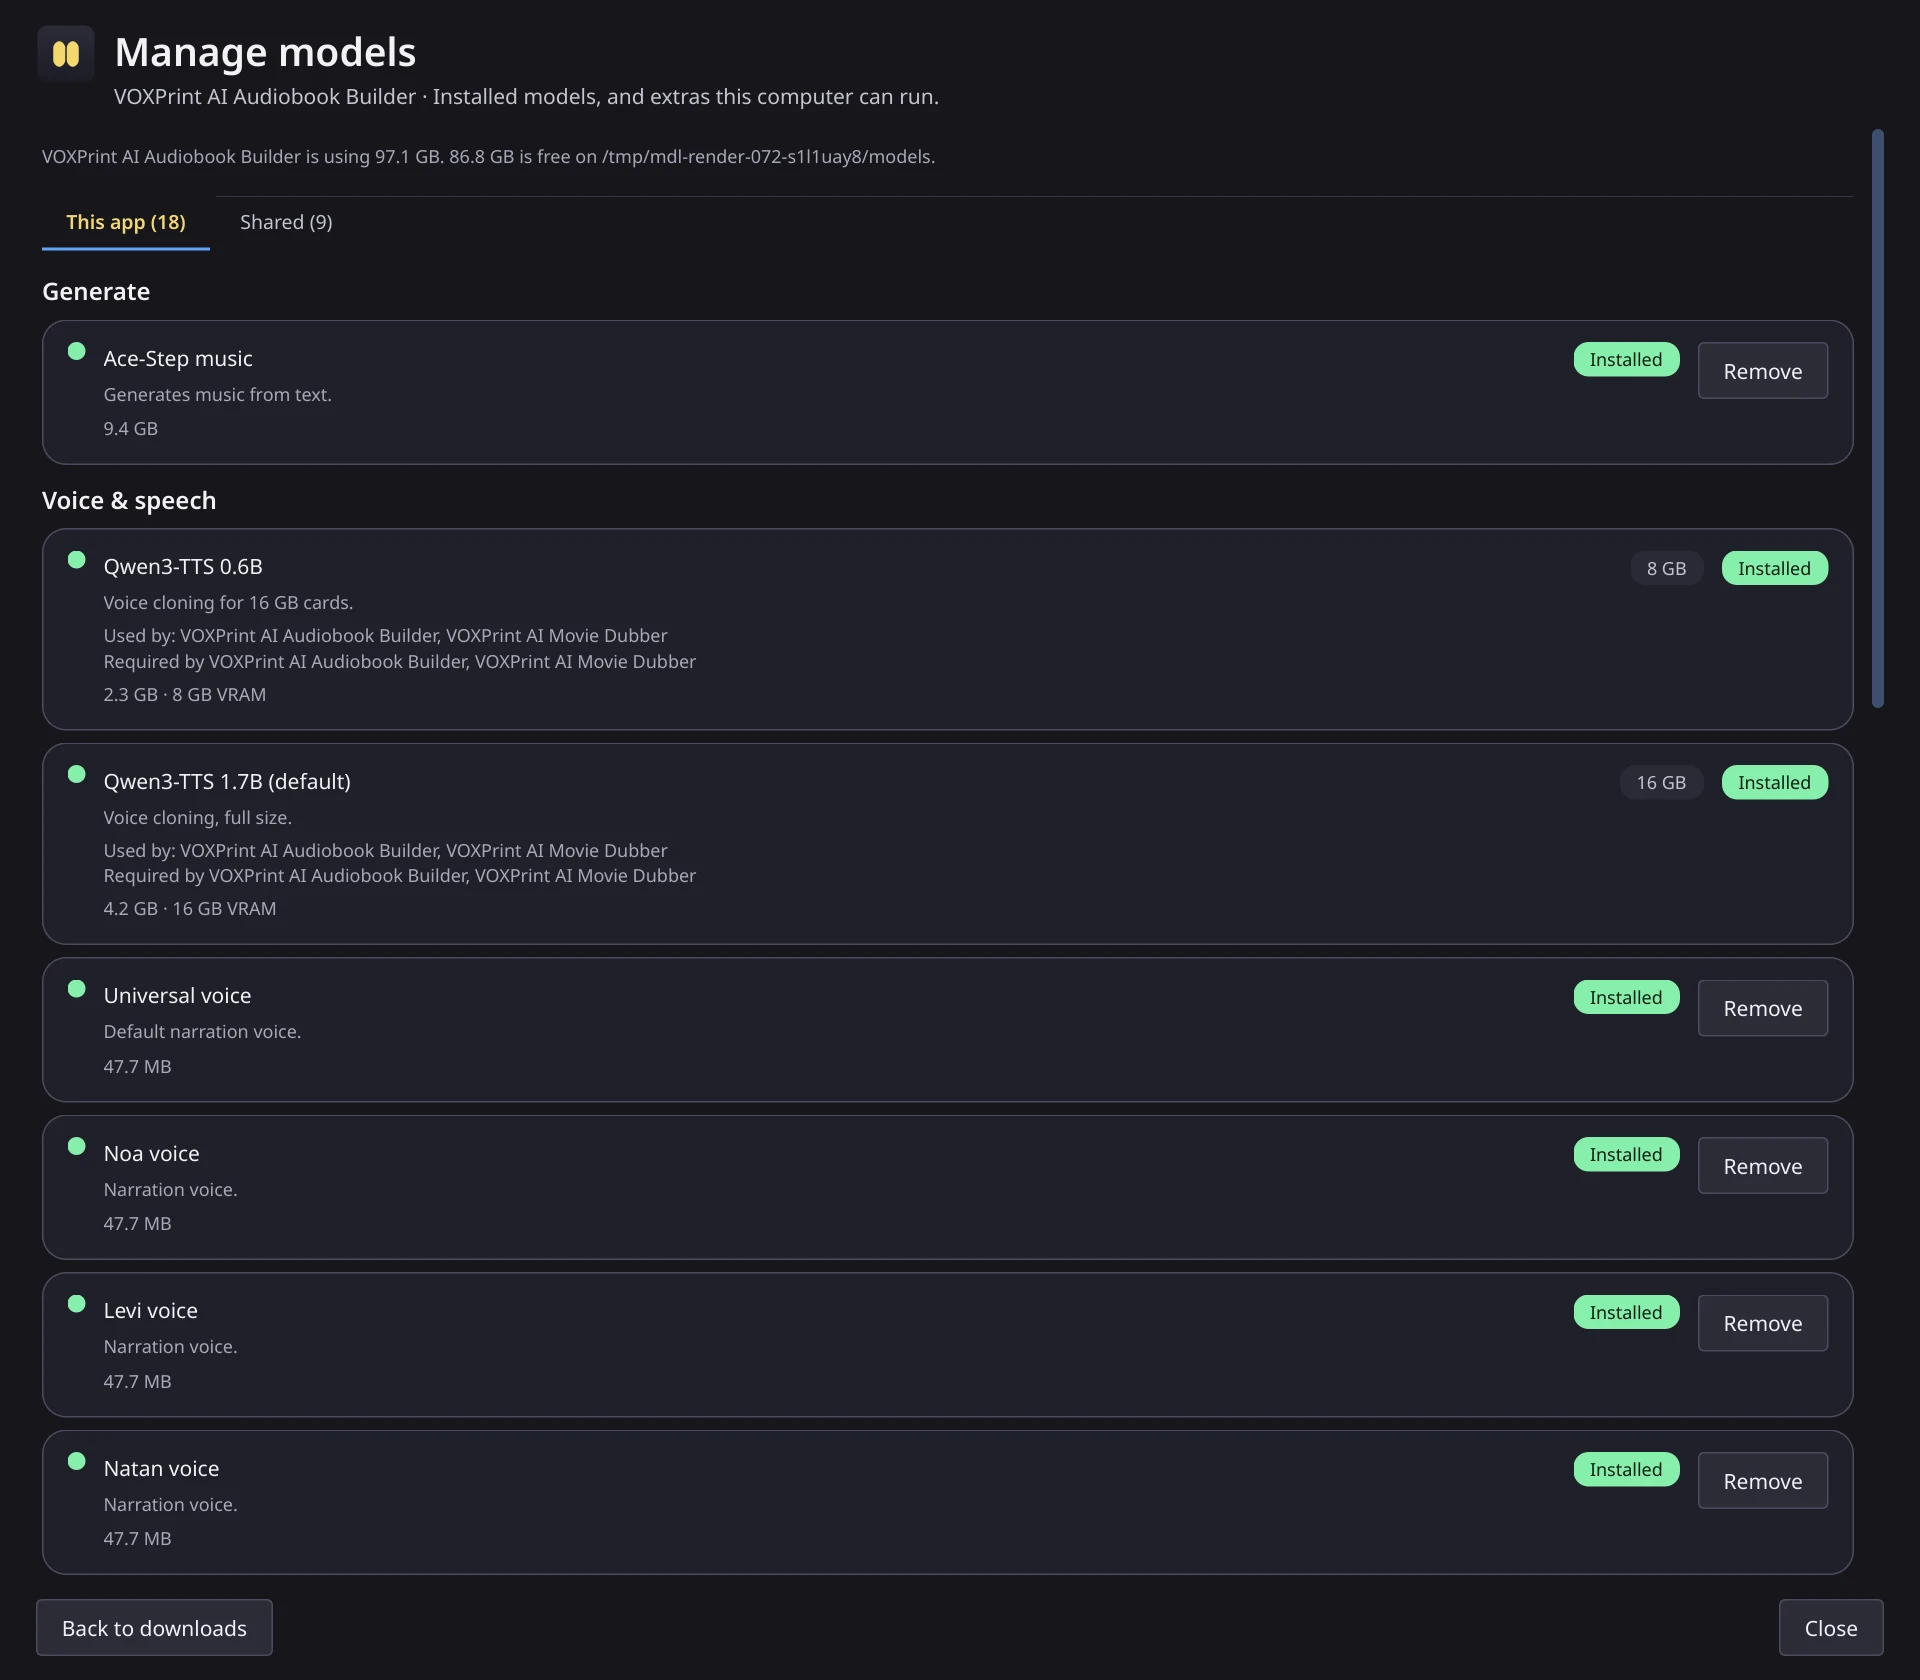 Manage models
VOXPrint AI Audiobook Builder · Installed models, and extras this computer can run.
VOXPrint AI Audiobook Builder is using 97.1 GB. 86.8 GB is free on /tmp/mdl-render-072-s1l1uay8/models.
This app (18)
Shared (9)
Generate
Ace-Step music
Installed
Remove
Generates music from text.
9.4 GB
Voice & speech
Qwen3-TTS 0.6B
8 GB
Installed
Voice cloning for 16 GB cards.
Used by: VOXPrint AI Audiobook Builder, VOXPrint AI Movie Dubber
Required by VOXPrint AI Audiobook Builder, VOXPrint AI Movie Dubber
2.3 GB · 8 GB VRAM
Qwen3-TTS 1.7B (default)
16 GB
Installed
Voice cloning, full size.
Used by: VOXPrint AI Audiobook Builder, VOXPrint AI Movie Dubber
Required by VOXPrint AI Audiobook Builder, VOXPrint AI Movie Dubber
4.2 GB · 16 GB VRAM
Universal voice
Installed
Remove
Default narration voice.
47.7 MB
Noa voice
Installed
Remove
Narration voice.
47.7 MB
Levi voice
Installed
Remove
Narration voice.
47.7 MB
Natan voice
Installed
Remove
Narration voice.
47.7 MB
Back to downloads
Close